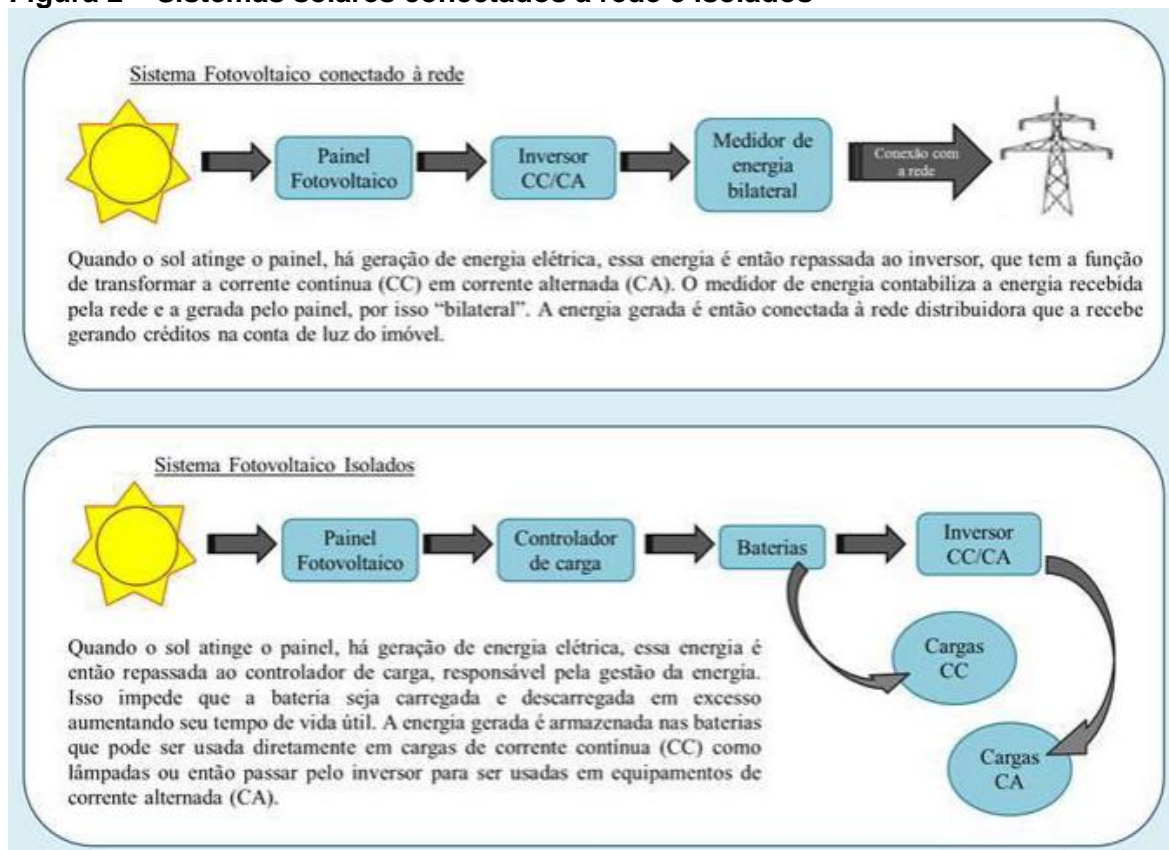 Sistema Fotovoltaico conectado à rede
Painel
Fotovoltaico
Inversor
CC/CA
Medidor de
energia
bilateral
Conexão com
a rede
Quando o sol atinge o painel, há geração de energia elétrica, essa energia é então repassada ao inversor, que tem a função
de transformar a corrente contínua (CC) em corrente alternada (CA). O medidor de energia contabiliza a energia recebida
pela rede e a gerada pelo painel, por isso “bilateral”. A energia gerada é então conectada à rede distribuidora que a recebe
gerando créditos na conta de luz do imóvel.
Sistema Fotovoltaico Isolados
Painel
Fotovoltaico
Controlador
de carga
Baterias
Inversor
CC/CA
Cargas
CC
Cargas
CA
Quando o sol atinge o painel, há geração de energia elétrica, essa energia é
então repassada ao controlador de carga, responsável pela gestão da energia.
Isso impede que a bateria seja carregada e descarregada em excesso
aumentando seu tempo de vida útil. A energia gerada é armazenada nas baterias
que pode ser usada diretamente em cargas de corrente contínua (CC) como
lâmpadas ou então passar pelo inversor para ser usadas em equipamentos de
corrente alternada (CA).